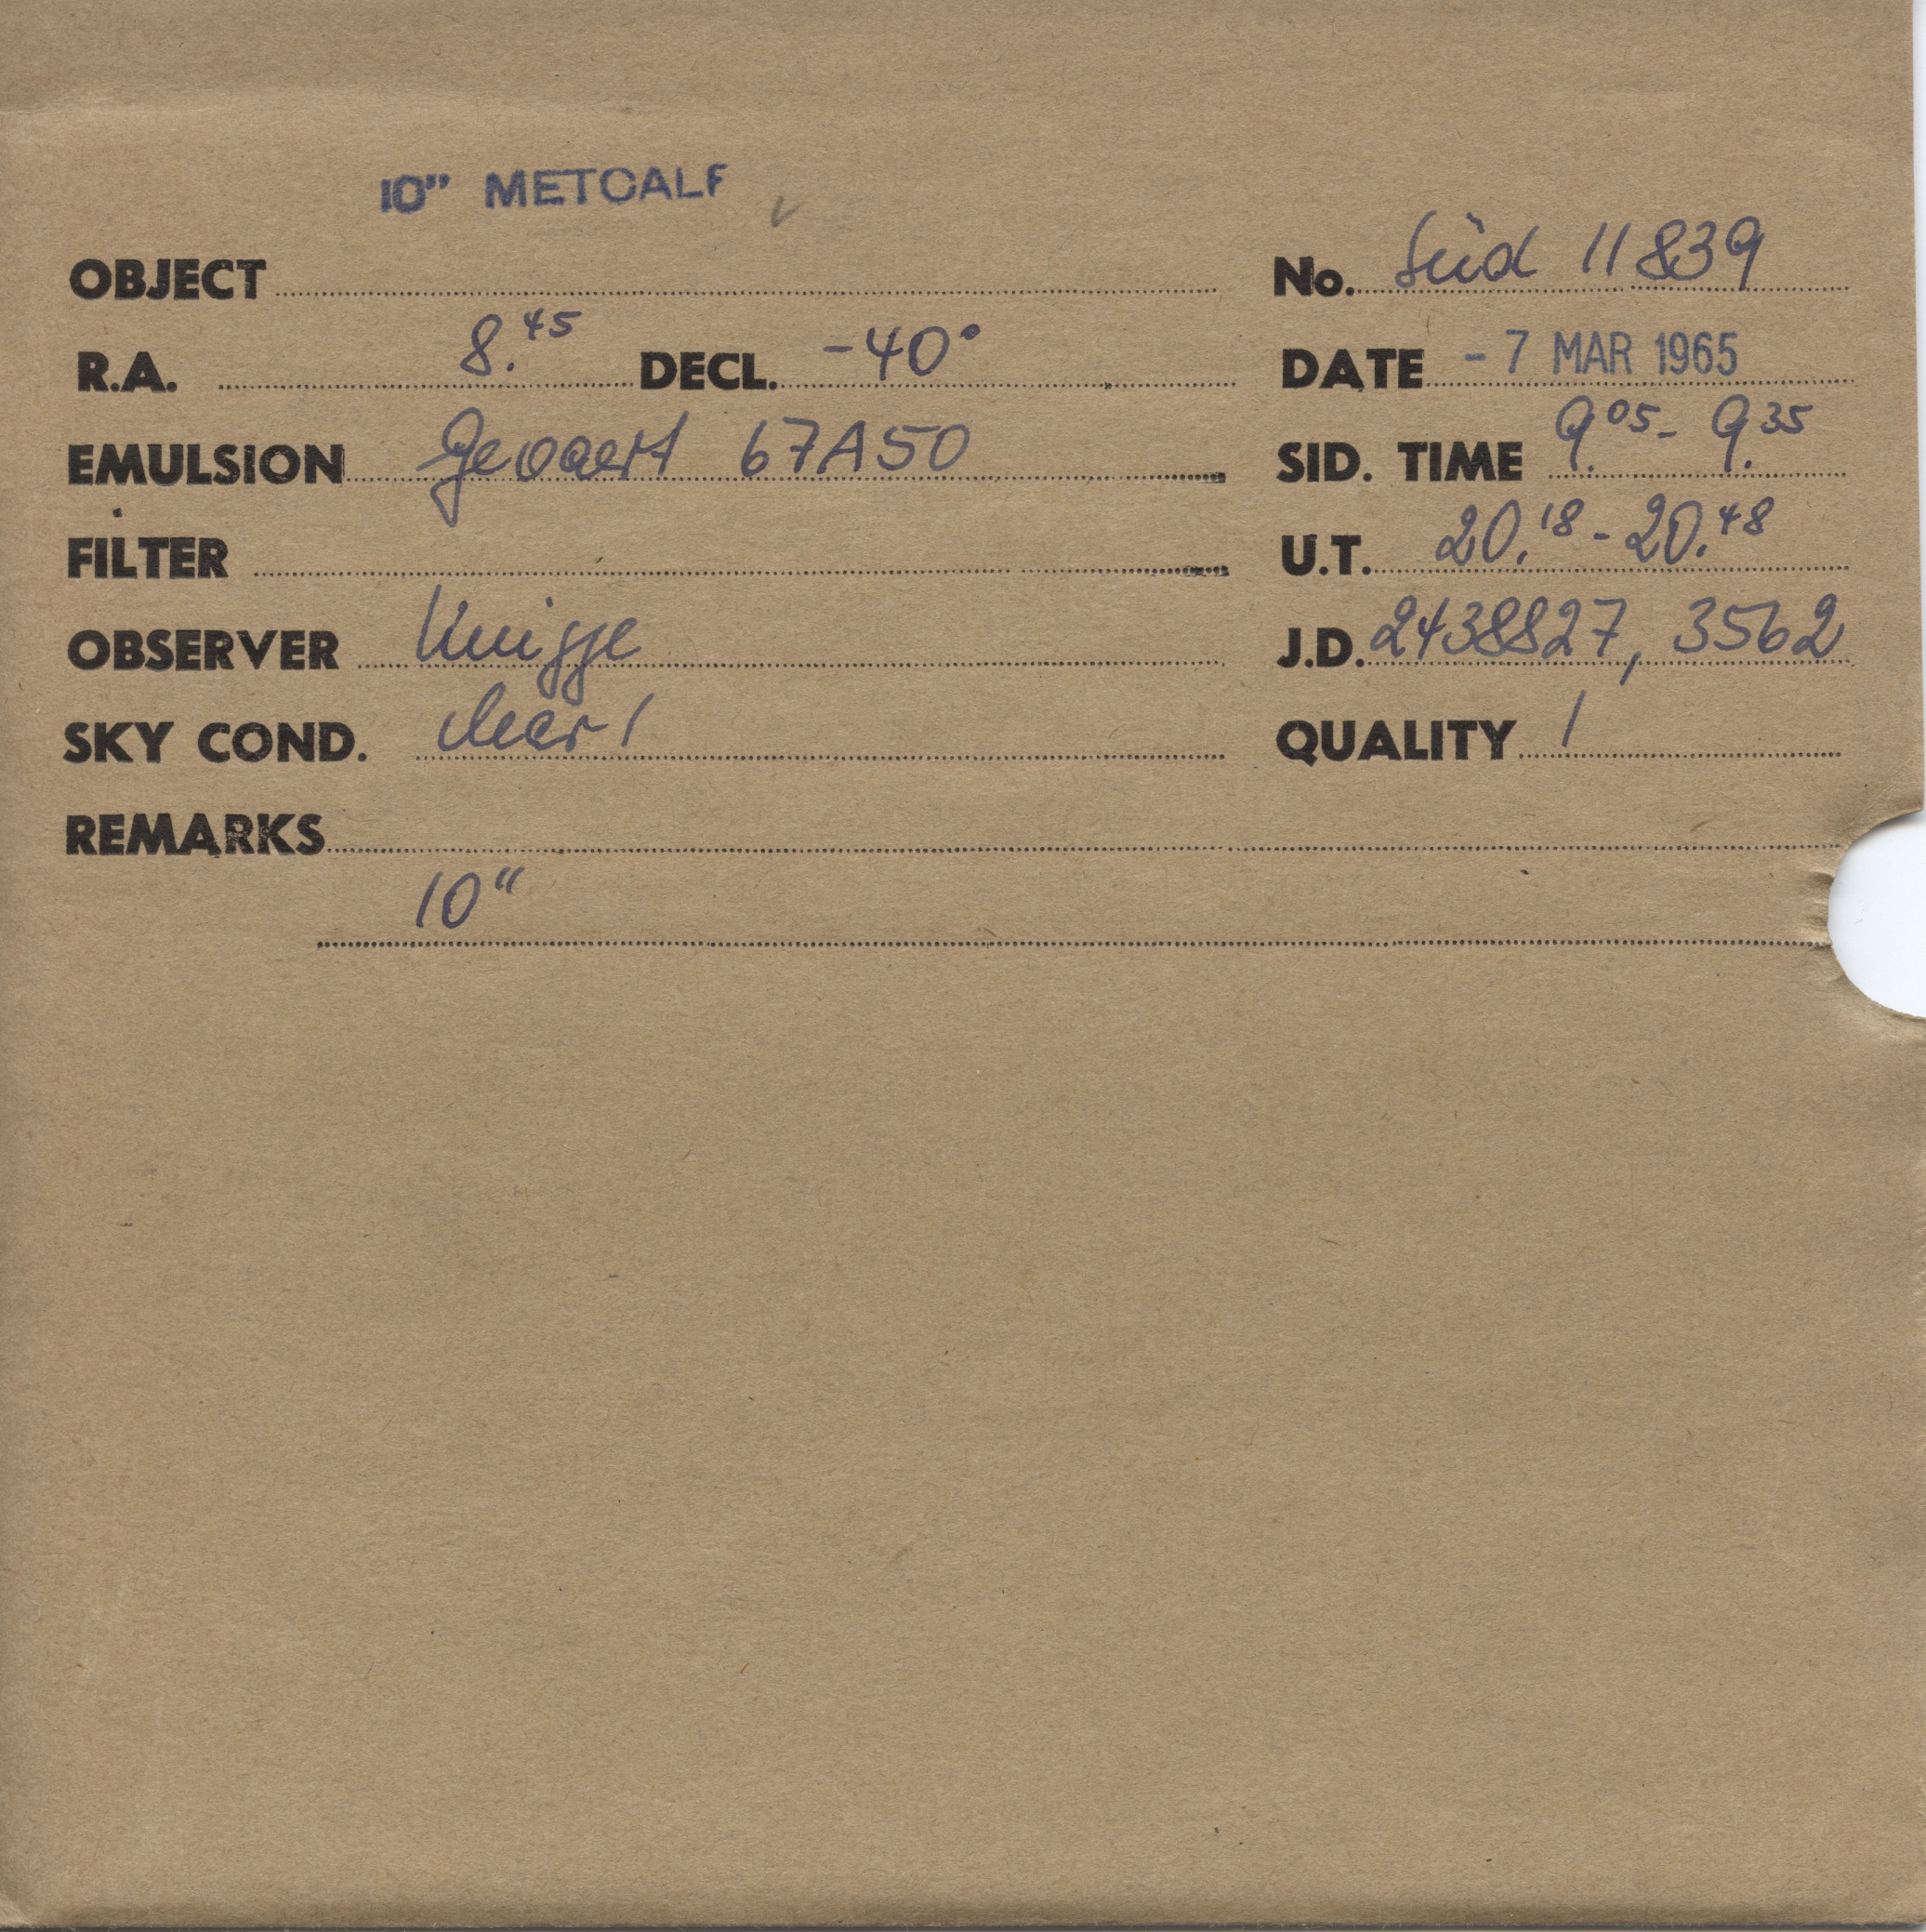 10" METCALF
OBJECT No. Süd 11839
R.A. 8.45 DECL. -40° DATE - 7 MAR 1965
EMULSION Gevaert 67A50 SID. TIME 9.05 - 9.35
FILTER U.T. 20.18 - 20.48
OBSERVER Knigge J.D. 2438827, 3562
SKY COND. clear 1 QUALITY 1
REMARKS
10"